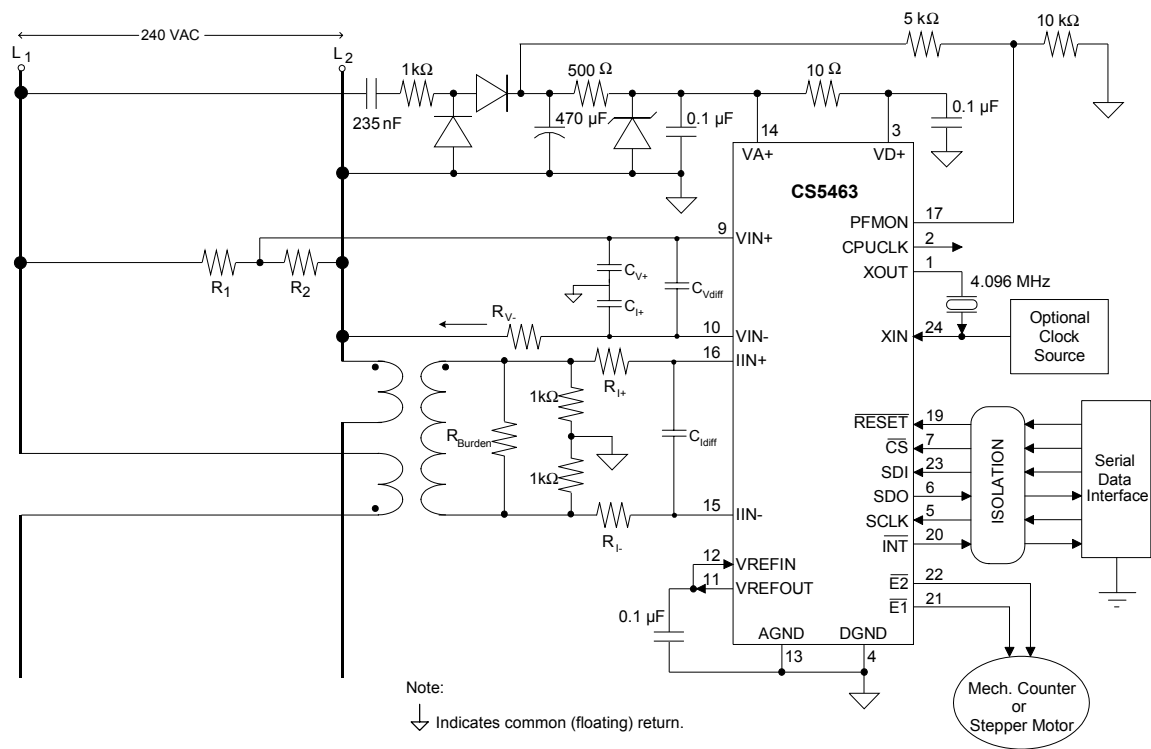 240 VAC
L1
L2
5 kΩ
10 kΩ
1kΩ
500 Ω
10 Ω
235 nF
470 µF
0.1 µF
0.1 µF
14
3
VA+
VD+
CS5463
PFMON
17
CPUCLK
2
XOUT
1
4.096 MHz
XIN
24
Optional
Clock
Source
9
VIN+
R1
R2
CV+
CI+
CVdiff
RV-
10
VIN-
16
IIN+
RI+
1kΩ
RBurden
CIdiff
1kΩ
15
IIN-
RI-
RESET
19
CS
7
SDI
23
SDO
6
SCLK
5
INT
20
ISOLATION
Serial
Data
Interface
12
VREFIN
11
VREFOUT
E2
22
E1
21
0.1 µF
AGND
DGND
13
4
Mech. Counter
or
Stepper Motor
Note:
Indicates common (floating) return.